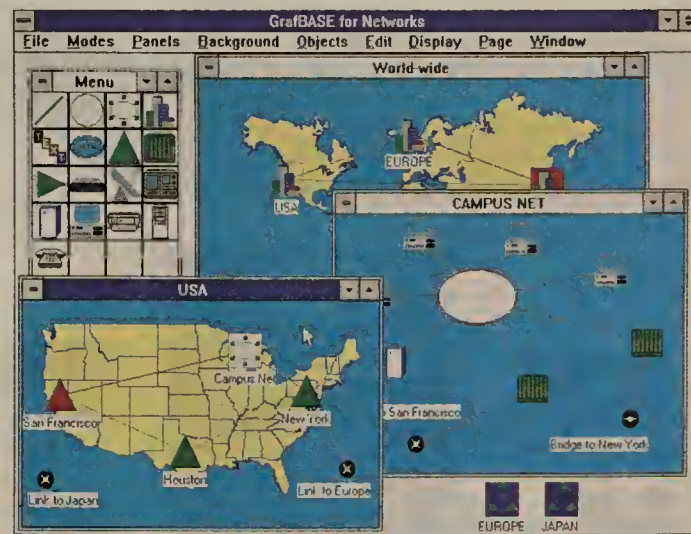 GrafBASE for Networks
File Modes Panels Background Objects Edit Display Page Window
Menu
World-wide
EUROPE
USA
CAMPUS NET
San Francisco
Bridge to New York
USA
Campus Net
San Francisco
New York
Houston
Link to Japan
Link to Europe
EUROPE JAPAN